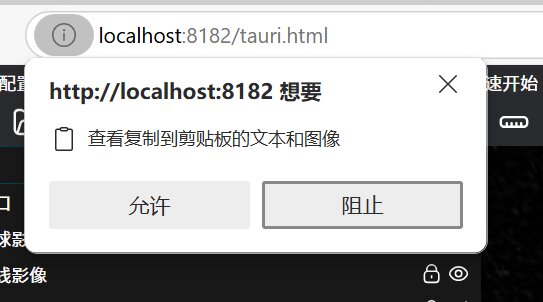 localhost:8182/tauri.html
配置
速开始
http://localhost:8182 想要
查看复制到剪贴板的文本和图像
允许
阻止
口
球影
线影像